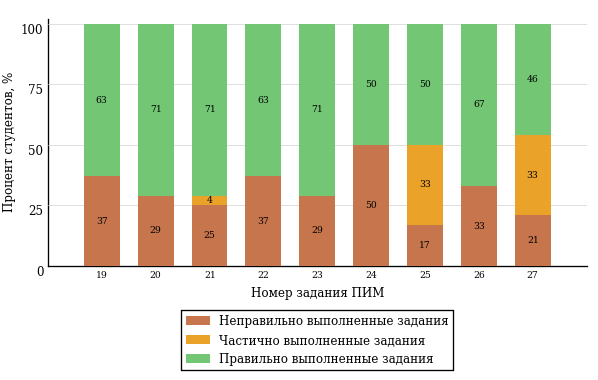 Процент студентов, %
100
75
50
25
0
63 71 71 63 71 50 50 67 46
4 33 33
37 29 25 37 29 50 17 33 21
19 20 21 22 23 24 25 26 27
Номер задания ПИМ
Неправильно выполненные задания
Частично выполненные задания
Правильно выполненные задания